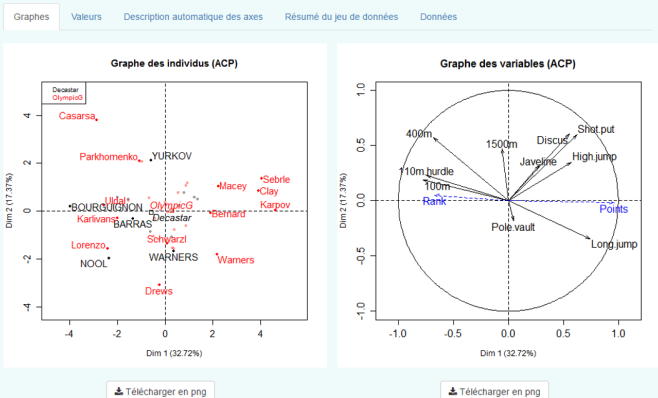 Graphes Valeurs Description automatique des axes Résumé du jeu de données Données
Graphe des individus (ACP)
Decastar
OlympicG
Casarsa
Parkhomenko
YURKOV
Sebrle
Macey
Clay
Uldal
BOURGUIGNON
OlympicG
Karpov
Karlivans
Decastar
Bernard
BARRAS
Lorenzo
Schwarzl
NOOL
WARNERS
Warners
Drews
4
2
0
-2
-4
-4 -2 0 2 4
Dim 2 (17.37%)
Dim 1 (32.72%)
Télécharger en png
Graphe des variables (ACP)
400m
Shot.put
1500m
Discus
High.jump
Javeline
110m.hurdle
100m
Rank
Points
Pole.vault
Long.jump
1.0
0.5
0.0
-0.5
-1.0
-1.0 -0.5 0.0 0.5 1.0
Dim 2 (17.37%)
Dim 1 (32.72%)
Télécharger en png